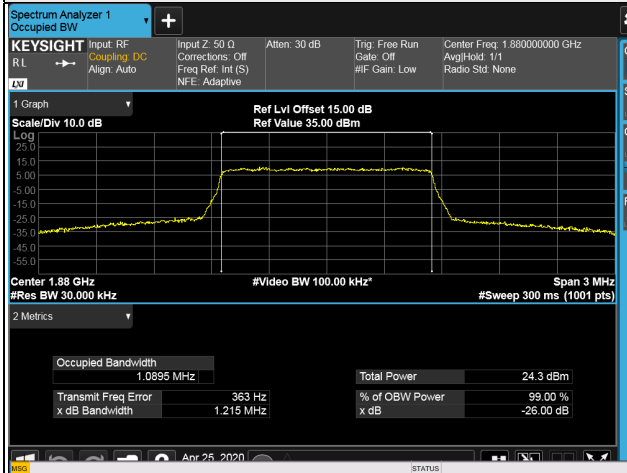 Spectrum Analyzer 1
Occupied BW
KEYSIGHT
R L
LXI
Input: RF
Coupling: DC
Align: Auto
Input Z: 50 Ω
Corrections: Off
Freq Ref: Int (S)
NFE: Adaptive
Atten: 30 dB
Trig: Free Run
Gate: Off
#IF Gain: Low
Center Freq: 1.880000000 GHz
Avg|Hold: 1/1
Radio Std: None
1 Graph
Scale/Div 10.0 dB
Ref Lvl Offset 15.00 dB
Ref Value 35.00 dBm
Log
25.0
15.0
5.00
-5.00
-15.0
-25.0
-35.0
-45.0
-55.0
Center 1.88 GHz
#Res BW 30.000 kHz
#Video BW 100.00 kHz*
Span 3 MHz
#Sweep 300 ms (1001 pts)
2 Metrics
Occupied Bandwidth
1.0895 MHz
Transmit Freq Error 363 Hz
x dB Bandwidth 1.215 MHz
Total Power 24.3 dBm
% of OBW Power 99.00 %
x dB -26.00 dB
Apr 25, 2020
MSG
STATUS